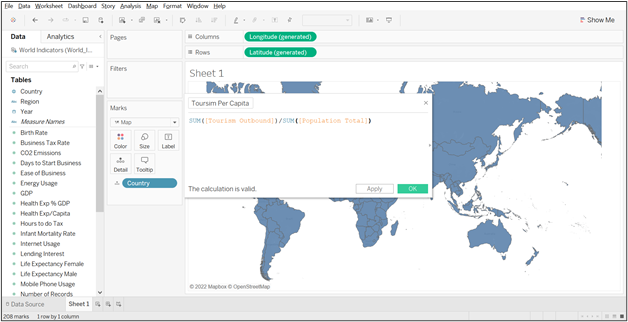 File Data Worksheet Dashboard Story Analysis Map Format Window Help
Show Me
Data Analytics
World Indicators (World_I...
Search
Tables
Country
Region
Year
Measure Names
Birth Rate
Business Tax Rate
CO2 Emissions
Days to Start Business
Ease of Business
Energy Usage
GDP
Health Exp % GDP
Health Exp/Capita
Hours to do Tax
Infant Mortality Rate
Internet Usage
Lending Interest
Life Expectancy Female
Life Expectancy Male
Mobile Phone Usage
Number of Records
Pages
Filters
Marks
Map
Color
Size
Label
Detail
Tooltip
Country
Columns
Longitude (generated)
Rows
Latitude (generated)
Sheet 1
Toursim Per Capita
SUM([Tourism Outbound])/SUM([Population Total])
The calculation is valid.
Apply
OK
© 2022 Mapbox © OpenStreetMap
Data Source
Sheet 1
208 marks 1 row by 1 column